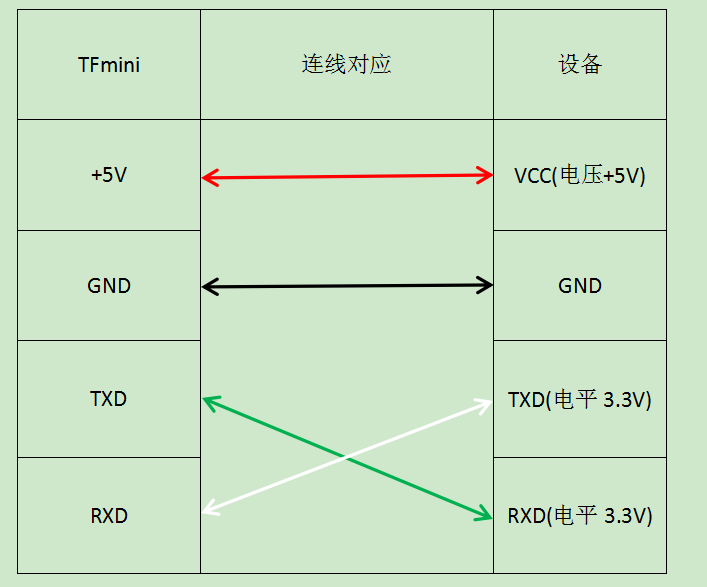 TFmini 连线对应 设备
+5V VCC(电压+5V)
GND GND
TXD TXD(电平 3.3V)
RXD RXD(电平 3.3V)